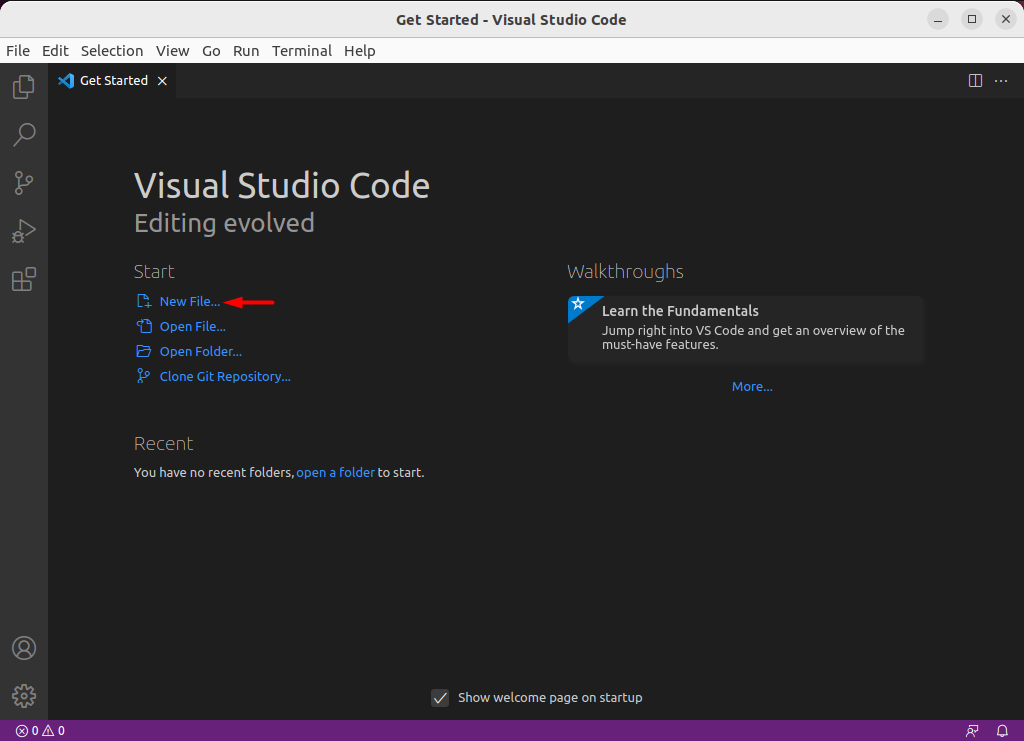 Get Started - Visual Studio Code
File Edit Selection View Go Run Terminal Help
Get Started
Visual Studio Code
Editing evolved
Start
New File...
Open File...
Open Folder...
Clone Git Repository...
Recent
You have no recent folders, open a folder to start.
Walkthroughs
Learn the Fundamentals
Jump right into VS Code and get an overview of the
must-have features.
More...
Show welcome page on startup
0 0